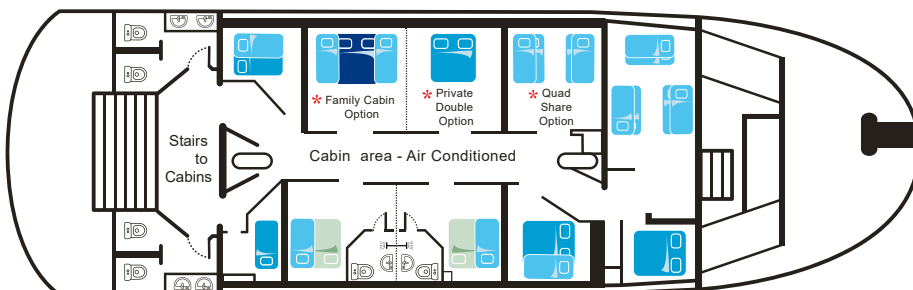 * Family Cabin
Option
* Private
Double
Option
* Quad
Share
Option
Stairs
to
Cabins
Cabin area - Air Conditioned